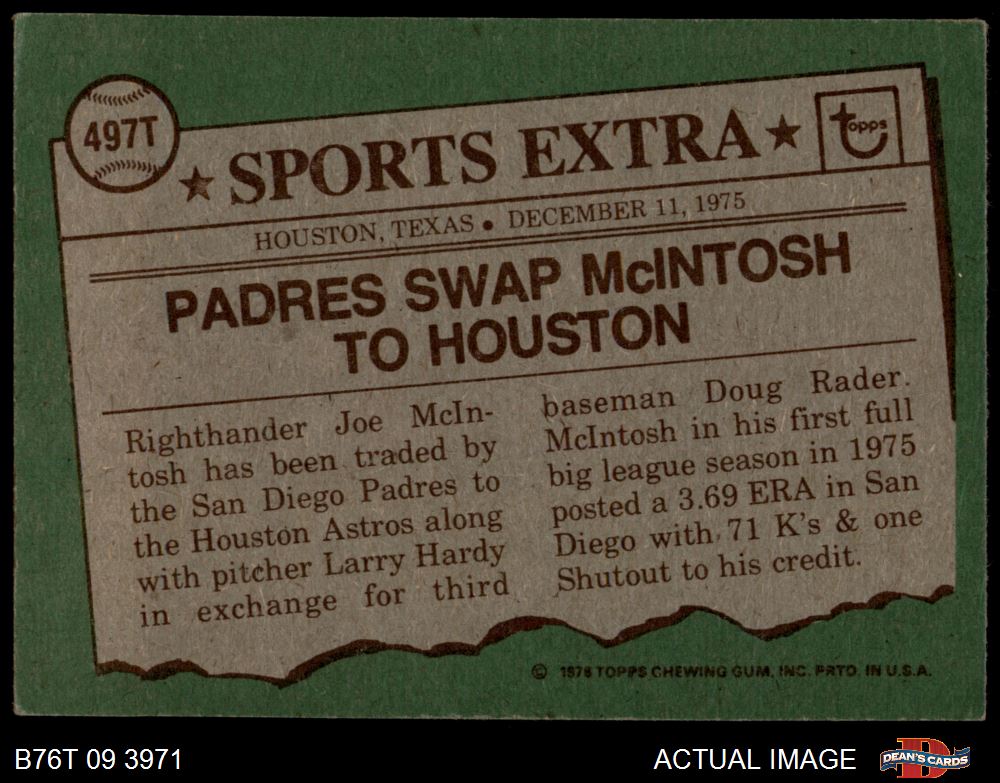 497T
★ SPORTS EXTRA ★
topps
HOUSTON, TEXAS • DECEMBER 11, 1975
PADRES SWAP McINTOSH
TO HOUSTON
Righthander Joe McIn-
tosh has been traded by
the San Diego Padres to
the Houston Astros along
with pitcher Larry Hardy
in exchange for third
baseman Doug Rader.
McIntosh in his first full
big league season in 1975
posted a 3.69 ERA in San
Diego with 71 K's & one
Shutout to his credit.
© 1976 TOPPS CHEWING GUM, INC. PRTD. IN U.S.A.
B76T 09 3971
ACTUAL IMAGE
DEAN'S CARDS